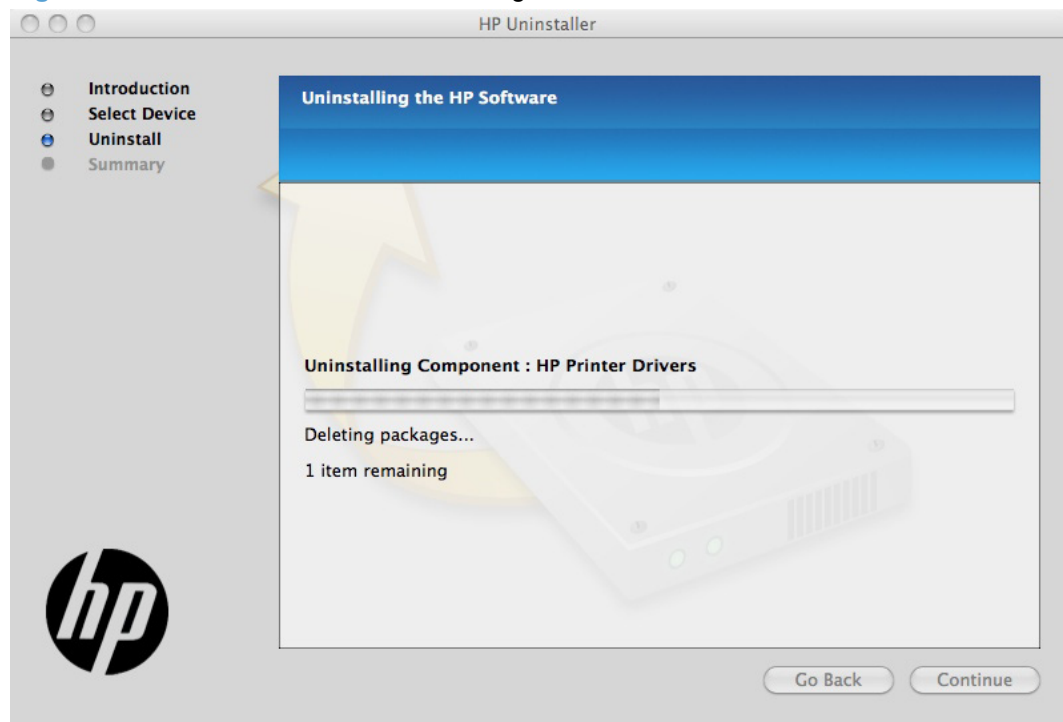 HP Uninstaller
Introduction
Select Device
Uninstall
Summary
Uninstalling the HP Software
Uninstalling Component : HP Printer Drivers
Deleting packages...
1 item remaining
hp
Go Back
Continue